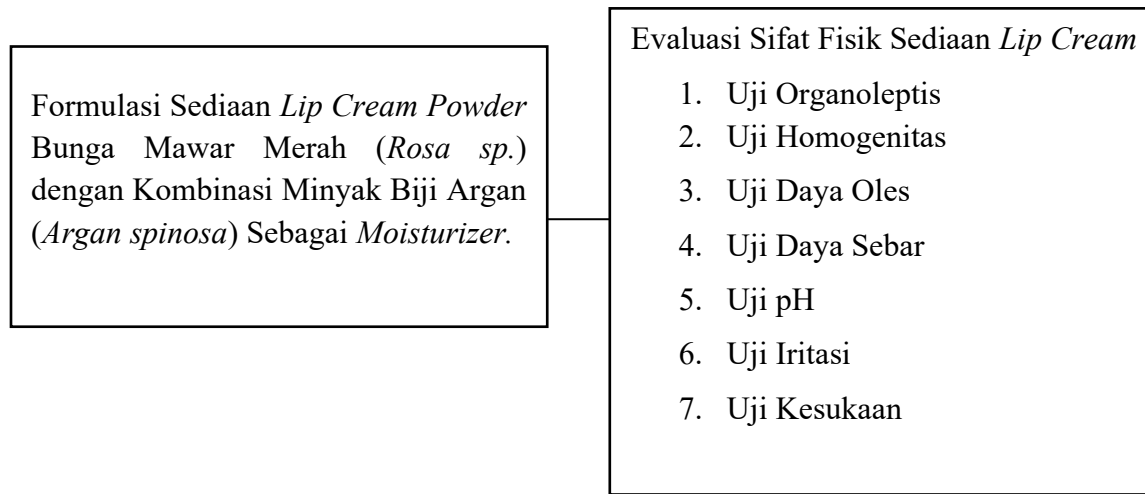 Formulasi Sediaan Lip Cream Powder
Bunga Mawar Merah (Rosa sp.)
dengan Kombinasi Minyak Biji Argan
(Argan spinosa) Sebagai Moisturizer.
Evaluasi Sifat Fisik Sediaan Lip Cream
1. Uji Organoleptis
2. Uji Homogenitas
3. Uji Daya Oles
4. Uji Daya Sebar
5. Uji pH
6. Uji Iritasi
7. Uji Kesukaan